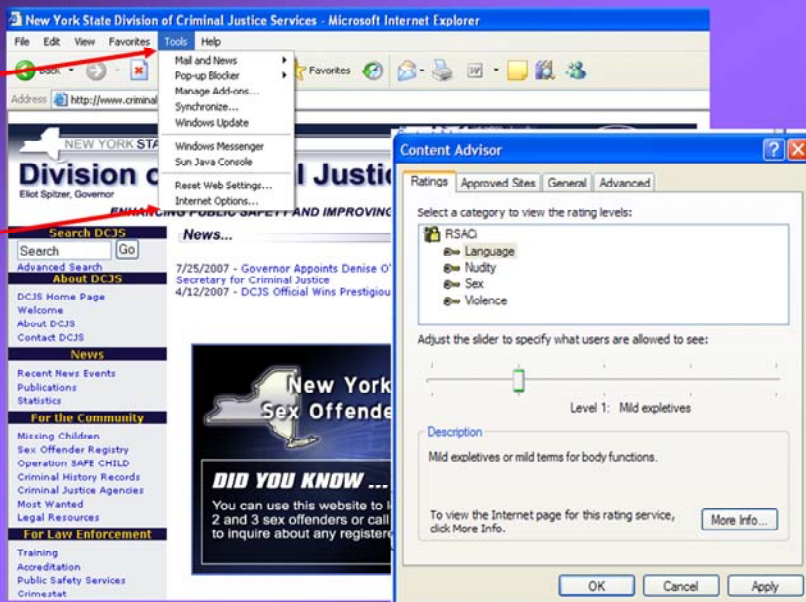 New York State Division of Criminal Justice Services - Microsoft Internet Explorer
File Edit View Favorites Tools Help
Back
Favorites
Address http://www.criminal
Mail and News
Pop-up Blocker
Manage Add-ons...
Synchronize...
Windows Update
Windows Messenger
Sun Java Console
Reset Web Settings...
Internet Options...
NEW YORK STA
Division o
l Justic
Eliot Spitzer, Governor
ENHANCING PUBLIC SAFETY AND IMPROVING
Search DCJS
Search Go
Advanced Search
About DCJS
DCJS Home Page
Welcome
About DCJS
Contact DCJS
News
Recent News Events
Publications
Statistics
For the Community
Missing Children
Sex Offender Registry
Operation SAFE CHILD
Criminal History Records
Criminal Justice Agencies
Most Wanted
Legal Resources
For Law Enforcement
Training
Accreditation
Public Safety Services
Crimestat
News...
7/25/2007 - Governor Appoints Denise O'
Secretary for Criminal Justice
4/12/2007 - DCJS Official Wins Prestigiou
New York
Sex Offende
DID YOU KNOW ...
You can use this website to l
2 and 3 sex offenders or call
to inquire about any registere
Content Advisor
Ratings Approved Sites General Advanced
Select a category to view the rating levels:
RSACi
Language
Nudity
Sex
Violence
Adjust the slider to specify what users are allowed to see:
Level 1: Mild expletives
Description
Mild expletives or mild terms for body functions.
To view the Internet page for this rating service,
click More Info.
More Info...
OK Cancel Apply